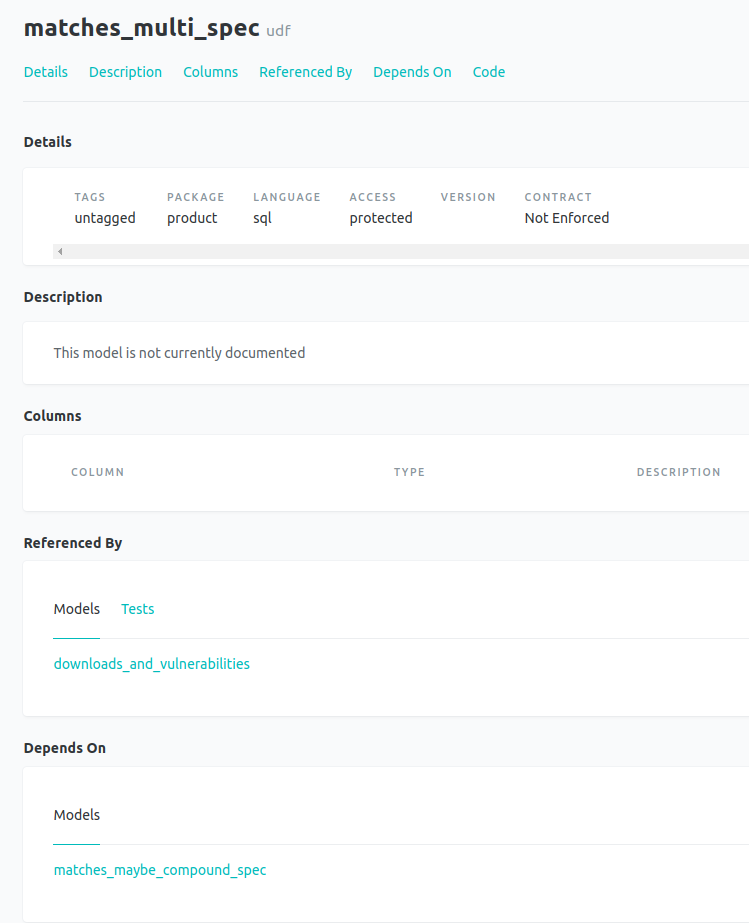 matches_multi_spec udf
Details Description Columns Referenced By Depends On Code
Details
TAGS PACKAGE LANGUAGE ACCESS VERSION CONTRACT
untagged product sql protected Not Enforced
Description
This model is not currently documented
Columns
COLUMN TYPE DESCRIPTION
Referenced By
Models Tests
downloads_and_vulnerabilities
Depends On
Models
matches_maybe_compound_spec